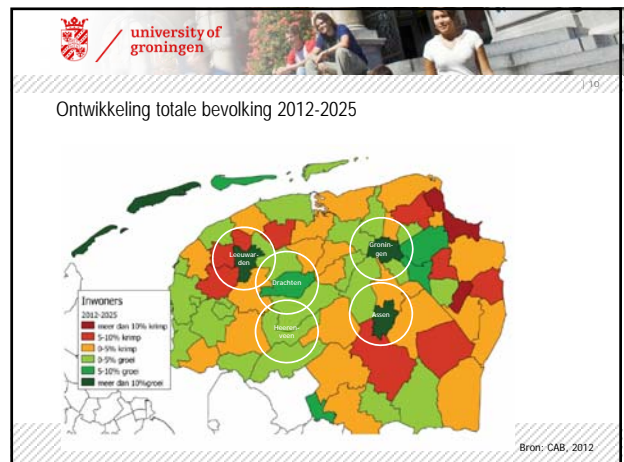 university of
groningen
| 10
Ontwikkeling totale bevolking 2012-2025
Leeuwar-
den
Gronin-
gen
Drachten
Assen
Heeren-
veen
Inwoners
2012-2025
meer dan 10% krimp
5-10% krimp
0-5% krimp
0-5% groei
5-10% groei
meer dan 10%groei
Bron: CAB, 2012